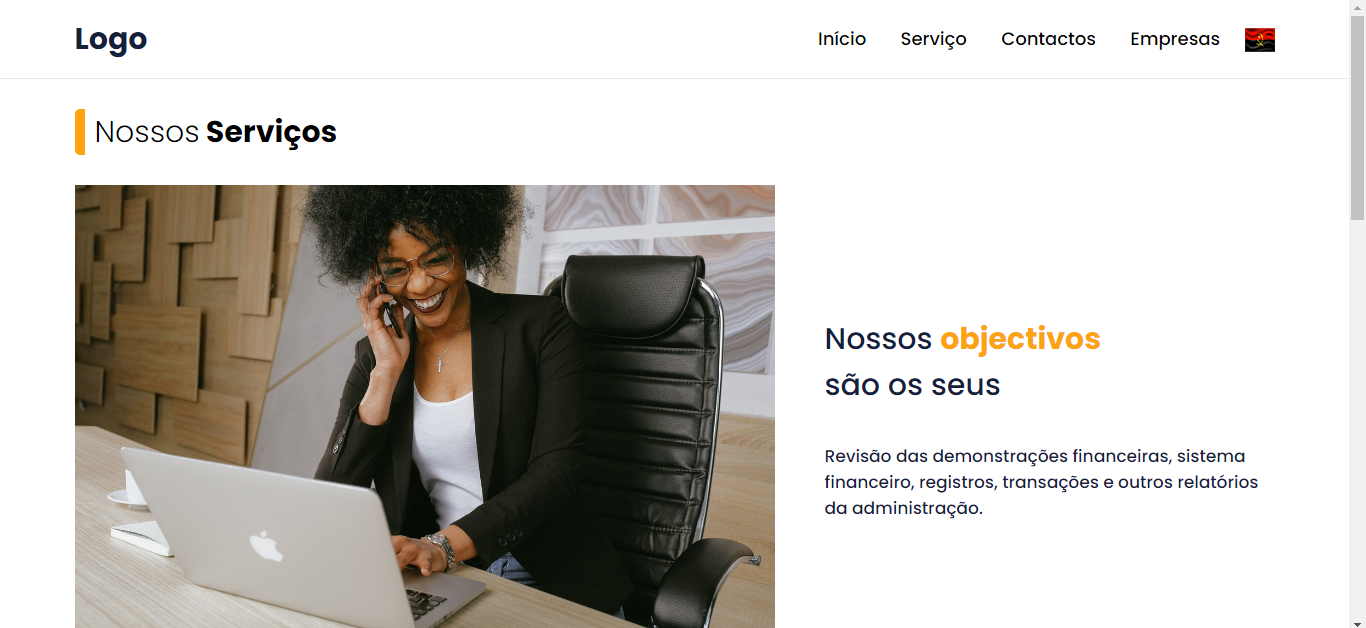 Logo
Início Serviço Contactos Empresas
Nossos Serviços
Nossos objectivos
são os seus
Revisão das demonstrações financeiras, sistema
financeiro, registros, transações e outros relatórios
da administração.